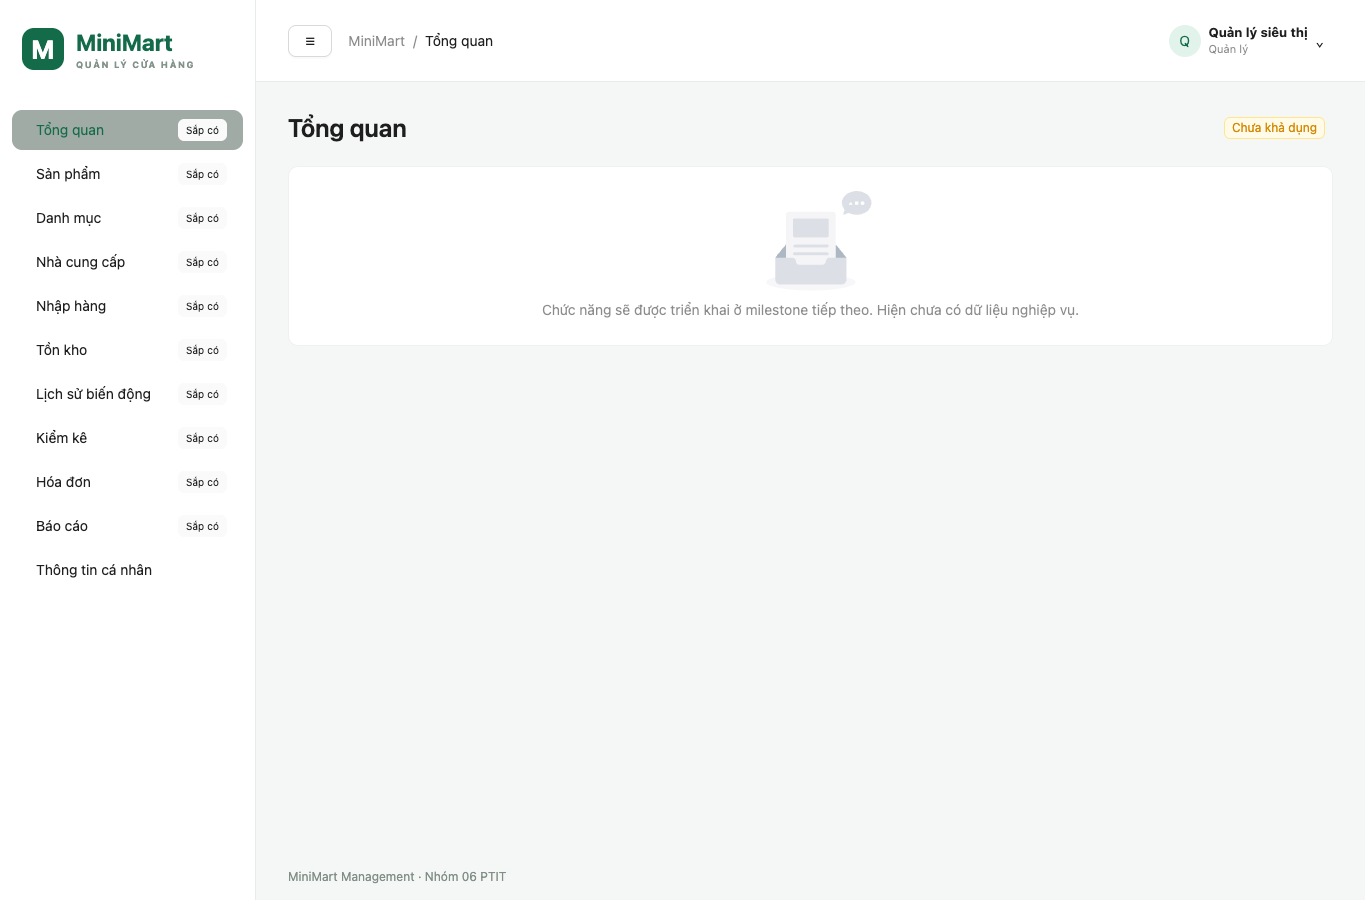 M
MiniMart
QUẢN LÝ CỬA HÀNG
Tổng quan Sắp có
Sản phẩm Sắp có
Danh mục Sắp có
Nhà cung cấp Sắp có
Nhập hàng Sắp có
Tồn kho Sắp có
Lịch sử biến động Sắp có
Kiểm kê Sắp có
Hóa đơn Sắp có
Báo cáo Sắp có
Thông tin cá nhân
MiniMart / Tổng quan
Q
Quản lý siêu thị
Quản lý
Tổng quan
Chưa khả dụng
Chức năng sẽ được triển khai ở milestone tiếp theo. Hiện chưa có dữ liệu nghiệp vụ.
MiniMart Management · Nhóm 06 PTIT